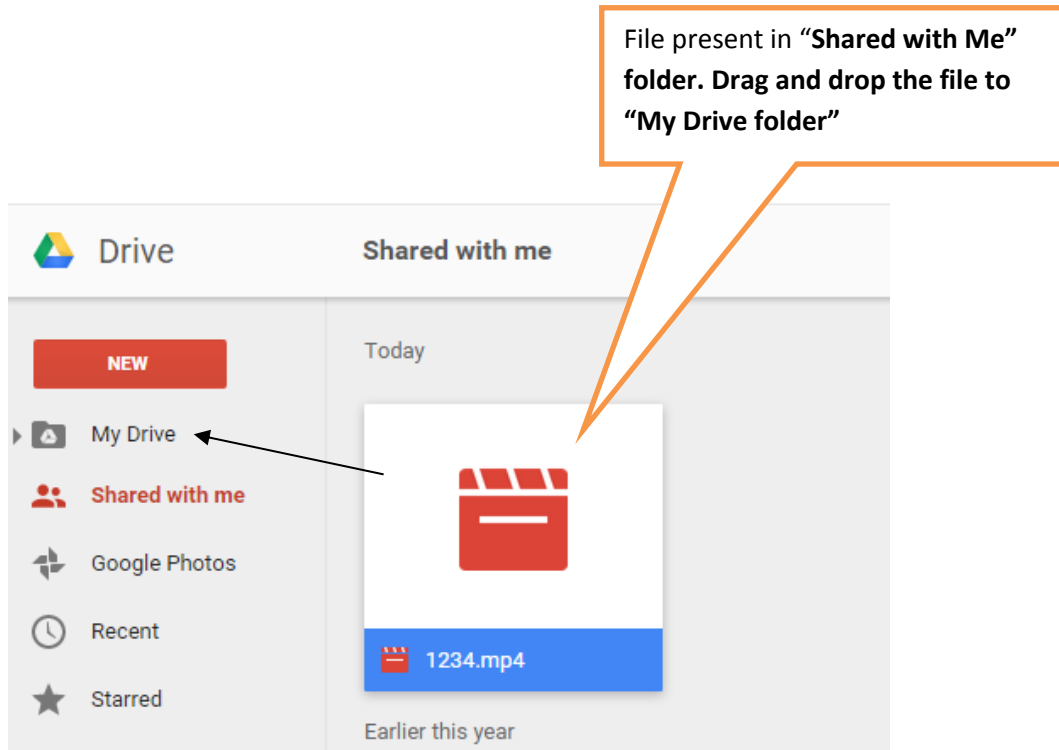 File present in “Shared with Me”
folder. Drag and drop the file to
“My Drive folder”
Drive
Shared with me
NEW
My Drive
Shared with me
Google Photos
Recent
Starred
Today
1234.mp4
Earlier this year